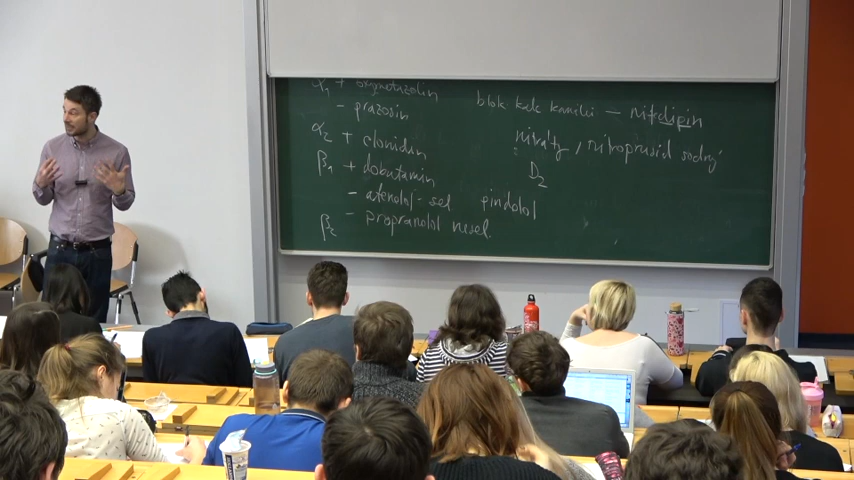 α₁ + oxymetazolin
- prazosin
α₂ + clonidin
β₁ + dobutamin
- atenolol - sel. pindolol
β₂ - propranolol nesel.
blok kalc kanálů — nifedipin
nitráty, nitroprusid sodný
D₂